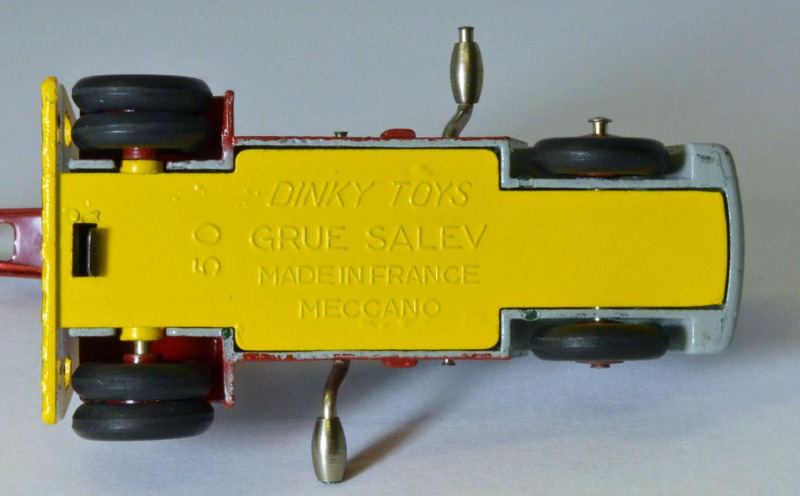 DINKY TOYS
50
GRUE SALEV
MADE IN FRANCE
MECCANO